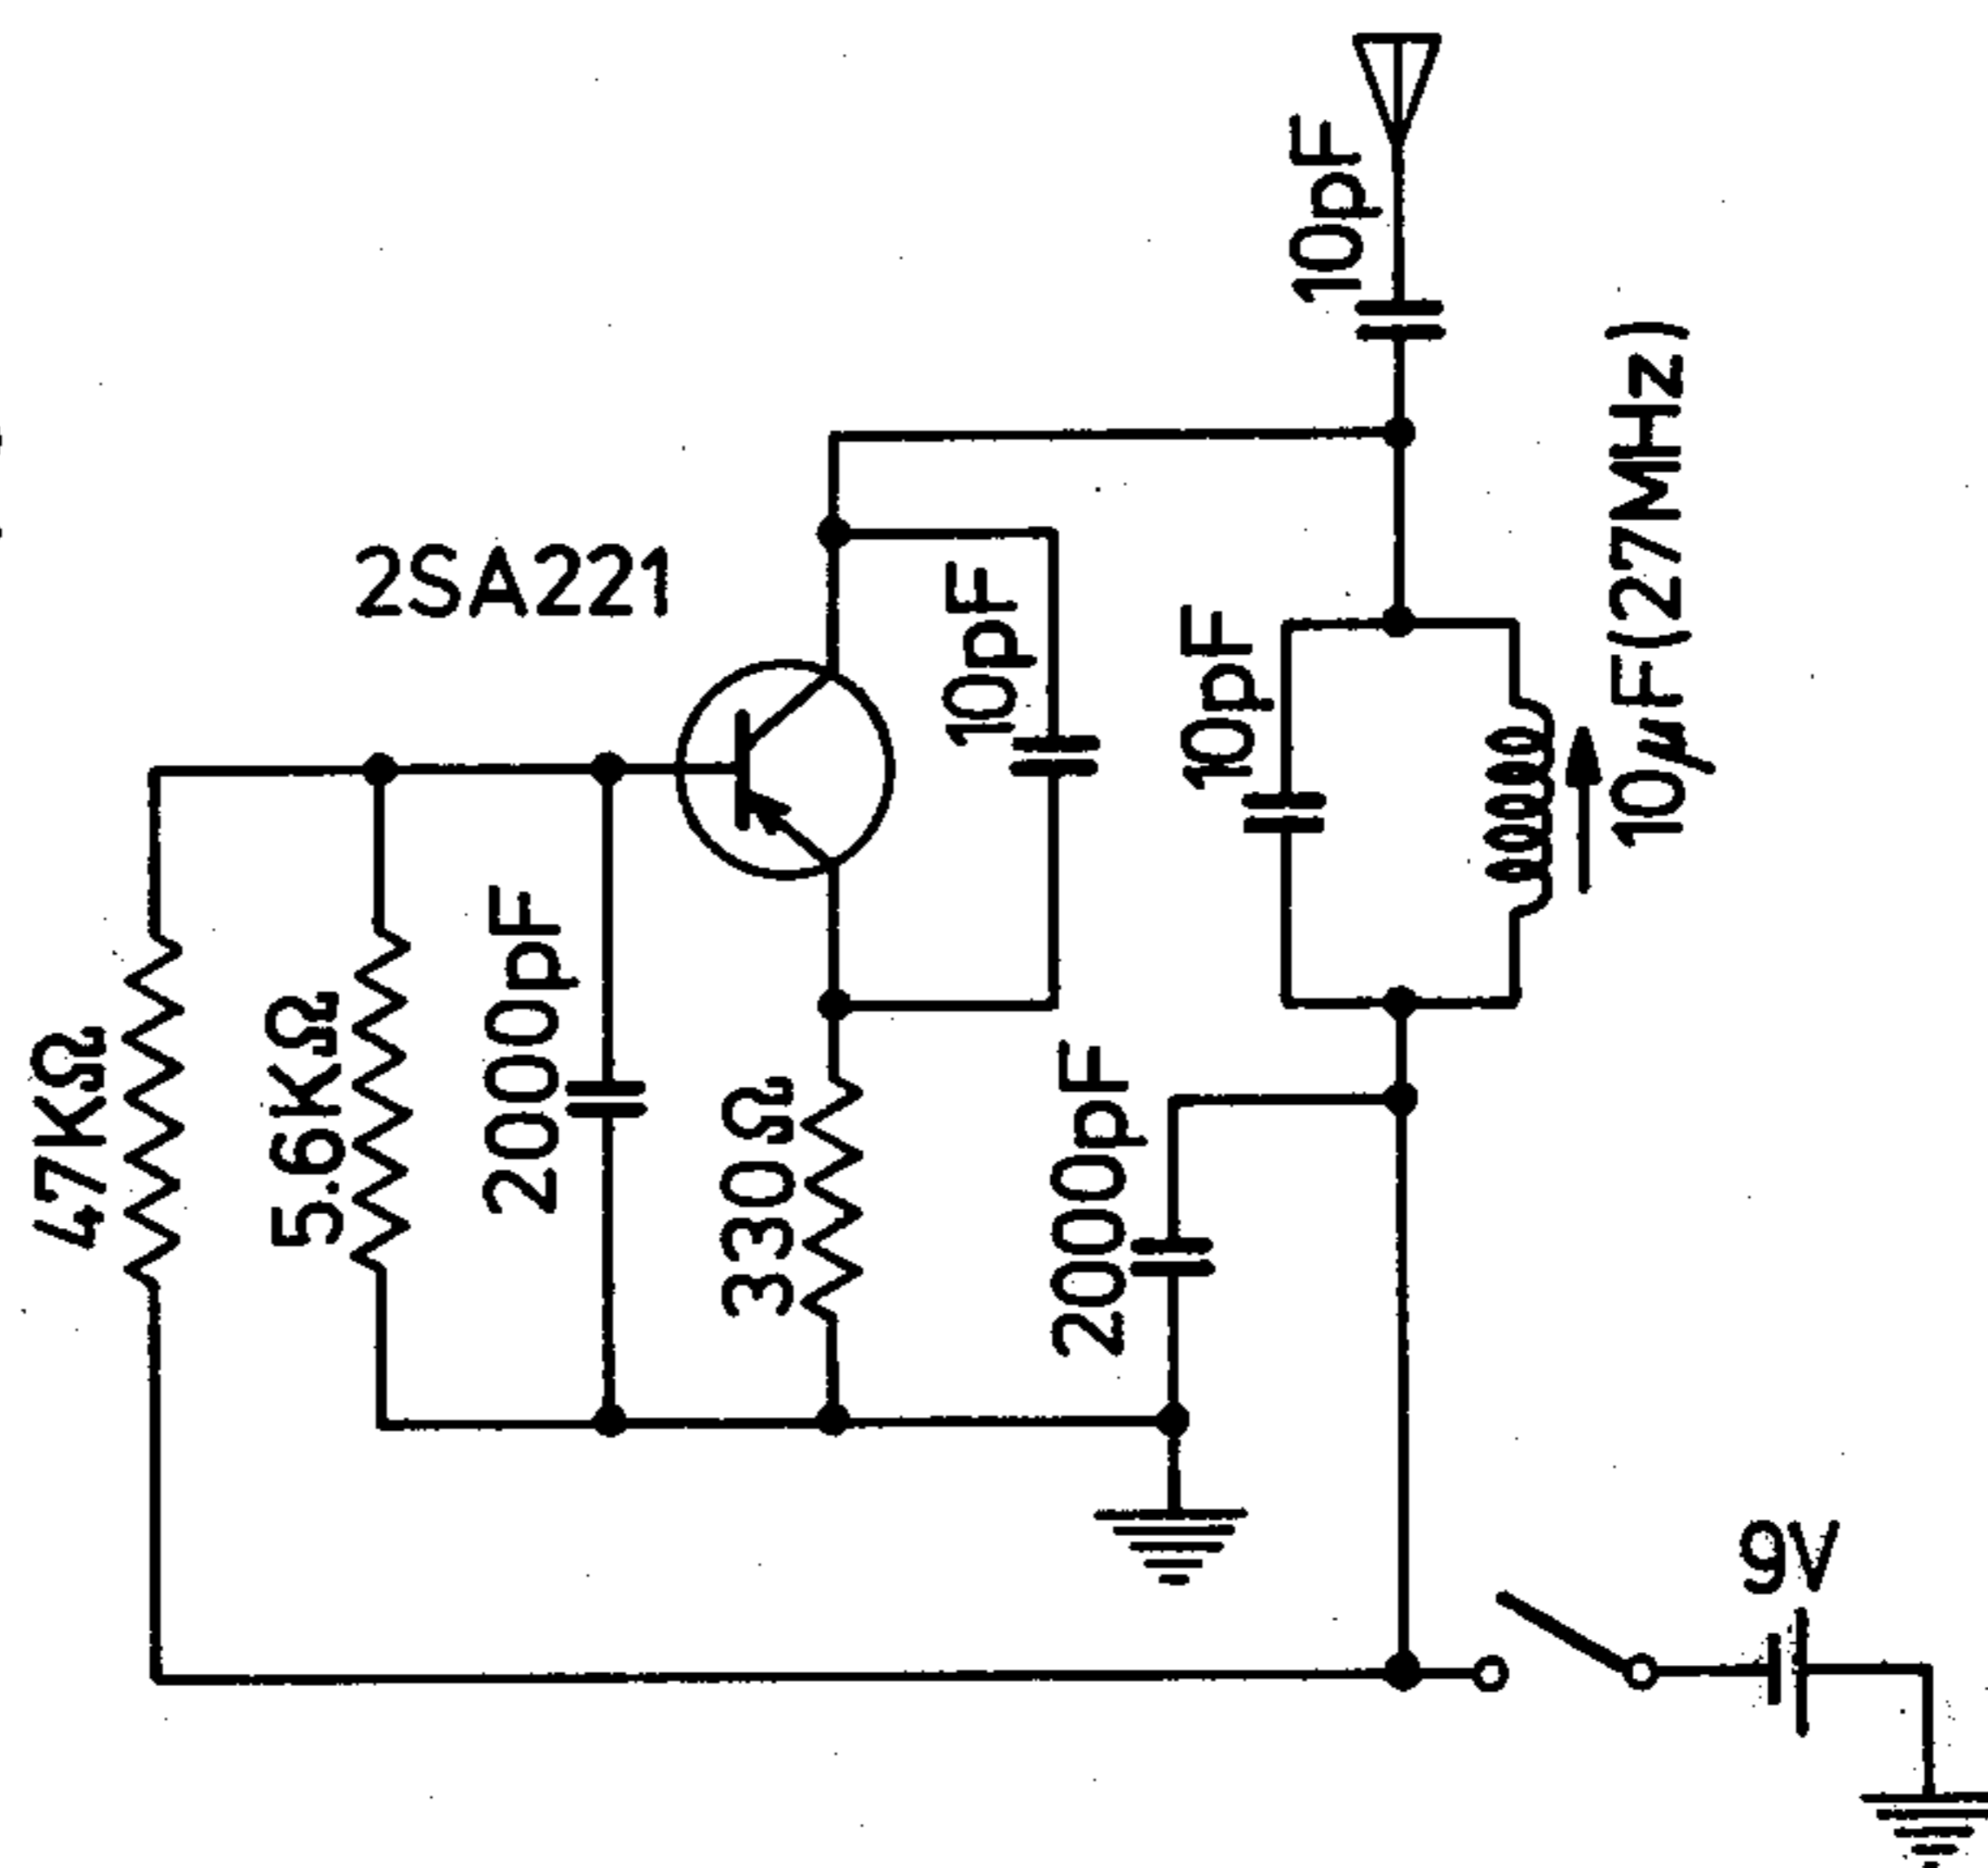 10pF
2SA221
10pF
10pF
10μF(27MHz)
47KΩ
5.6KΩ
2000pF
330Ω
2000pF
9V